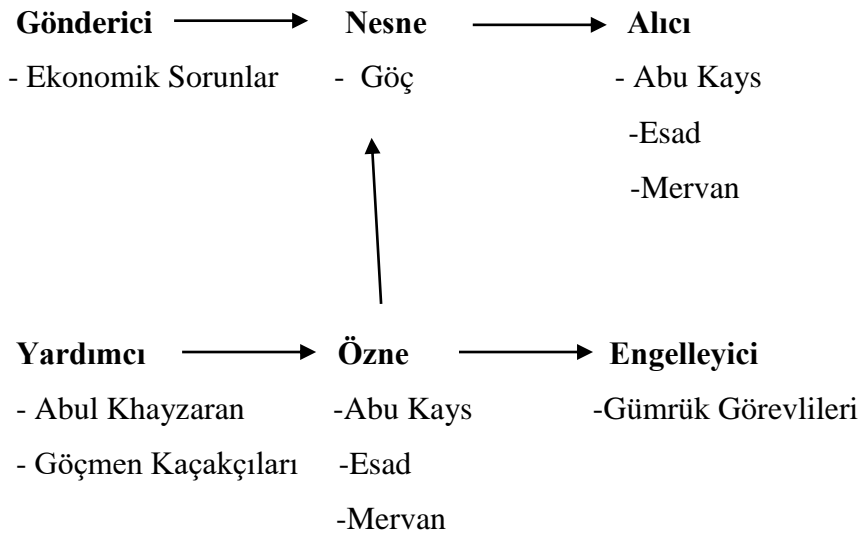 Gönderici Nesne Alıcı
- Ekonomik Sorunlar - Göç - Abu Kays
-Esad
-Mervan
Yardımcı Özne Engelleyici
- Abul Khayzaran -Abu Kays -Gümrük Görevlileri
- Göçmen Kaçakçıları -Esad
-Mervan